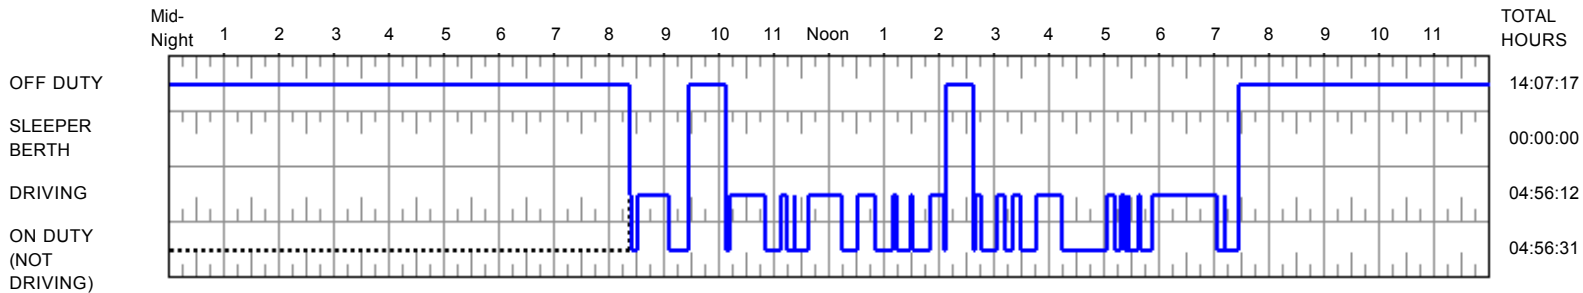 Mid-
Night 1 2 3 4 5 6 7 8 9 10 11 Noon 1 2 3 4 5 6 7 8 9 10 11
TOTAL
HOURS
OFF DUTY 14:07:17
SLEEPER
BERTH 00:00:00
DRIVING 04:56:12
ON DUTY
(NOT
DRIVING) 04:56:31